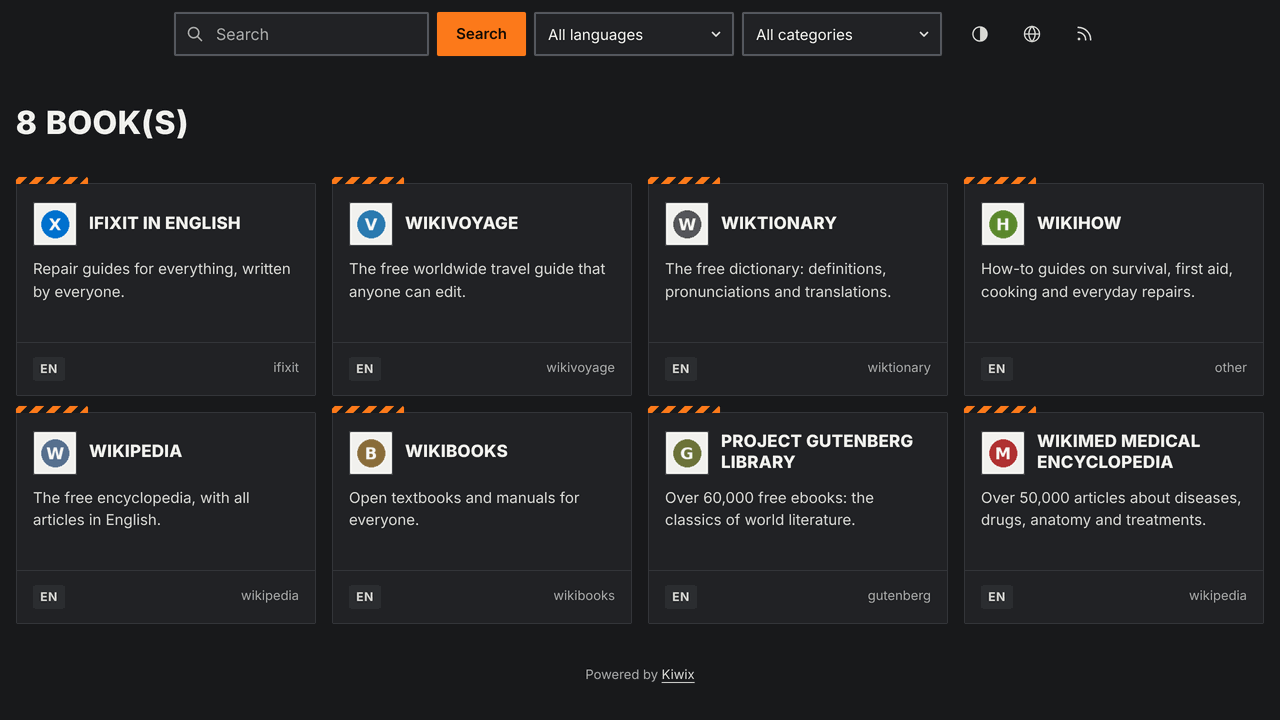 Search
Search
All languages
All categories
8 BOOK(S)
X
IFIXIT IN ENGLISH
Repair guides for everything, written
by everyone.
EN
ifixit
V
WIKIVOYAGE
The free worldwide travel guide that
anyone can edit.
EN
wikivoyage
W
WIKTIONARY
The free dictionary: definitions,
pronunciations and translations.
EN
wiktionary
H
WIKIHOW
How-to guides on survival, first aid,
cooking and everyday repairs.
EN
other
W
WIKIPEDIA
The free encyclopedia, with all
articles in English.
EN
wikipedia
B
WIKIBOOKS
Open textbooks and manuals for
everyone.
EN
wikibooks
G
PROJECT GUTENBERG
LIBRARY
Over 60,000 free ebooks: the
classics of world literature.
EN
gutenberg
M
WIKIMED MEDICAL
ENCYCLOPEDIA
Over 50,000 articles about diseases,
drugs, anatomy and treatments.
EN
wikipedia
Powered by Kiwix